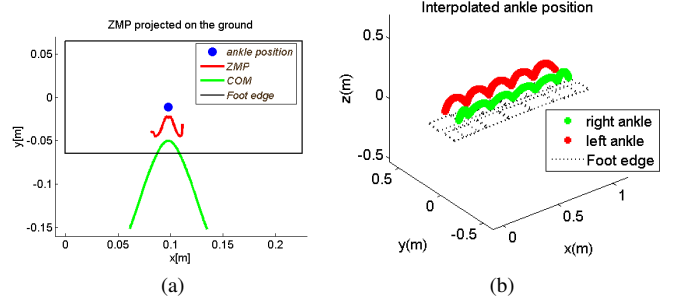 ZMP projected on the ground
0.05
0
-0.05
-0.1
-0.15
y[m]
0
0.05
0.1
0.15
0.2
x[m]
ankle position
ZMP
COM
Foot edge
(a)
Interpolated ankle position
0.5
0
-0.5
z(m)
0.5
0
-0.5
y(m)
0
0.5
1
x(m)
right ankle
left ankle
Foot edge
(b)